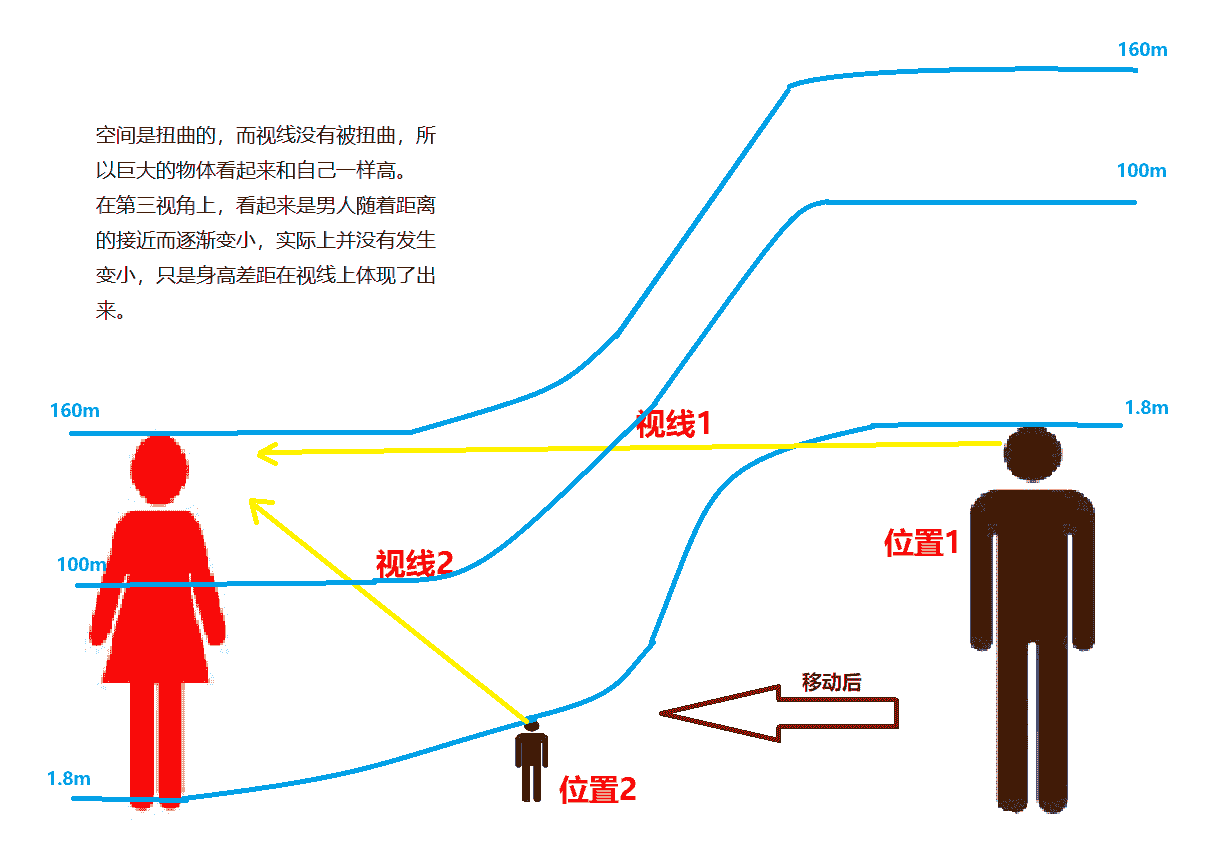 160m
100m
空间是扭曲的，而视线没有被扭曲，所
以巨大的物体看起来和自己一样高。
在第三视角上，看起来是男人随着距离
的接近而逐渐变小，实际上并没有发生
变小，只是身高差距在视线上体现了出
来。
160m
视线1
1.8m
100m
视线2
位置1
移动后
1.8m
位置2